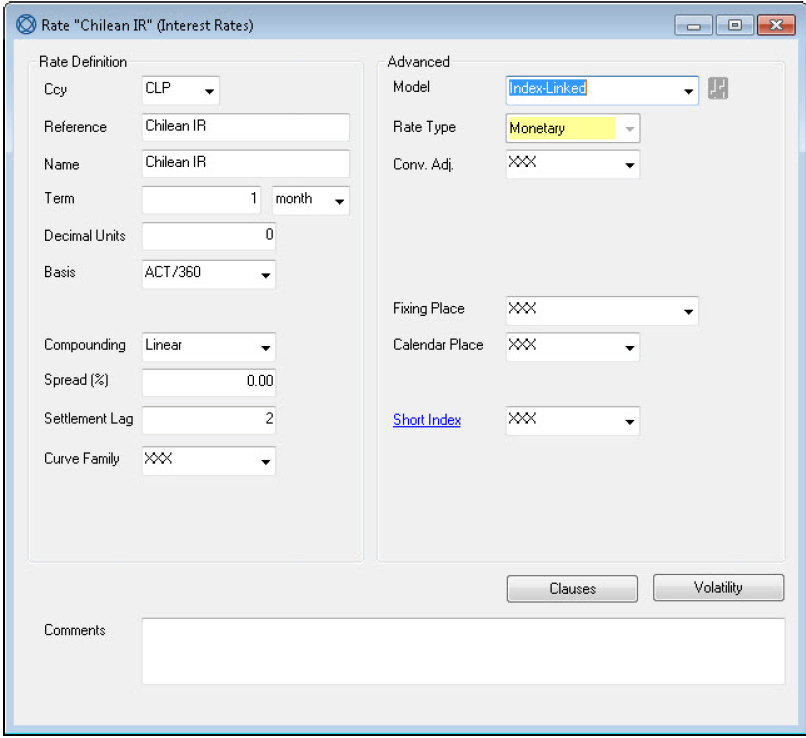 Rate "Chilean IR" (Interest Rates)
Rate Definition
Ccy CLP
Reference Chilean IR
Name Chilean IR
Term 1 month
Decimal Units 0
Basis ACT/360
Compounding Linear
Spread (%) 0.00
Settlement Lag 2
Curve Family XXX
Advanced
Model Index-Linked
Rate Type Monetary
Conv. Adj. XXX
Fixing Place XXX
Calendar Place XXX
Short Index XXX
Clauses Volatility
Comments